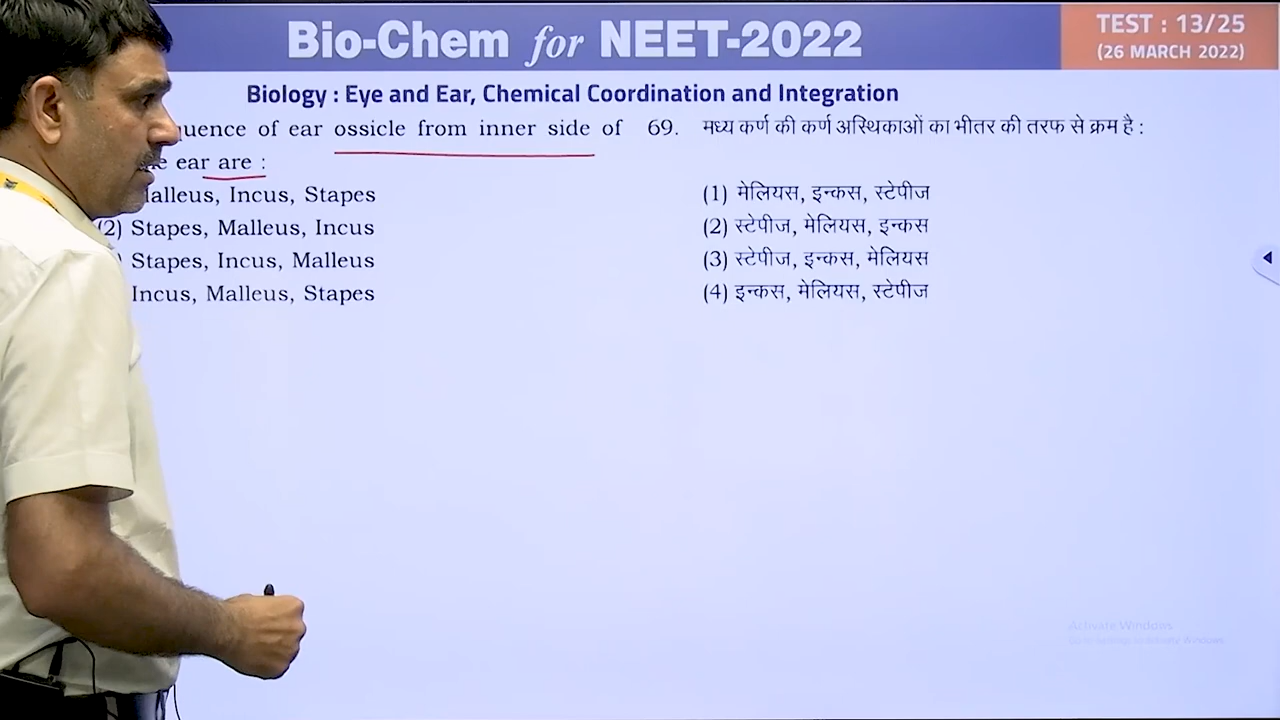 Bio-Chem for NEET-2022
TEST : 13/25
(26 MARCH 2022)
Biology : Eye and Ear, Chemical Coordination and Integration
of ear ossicle from inner side of
ear are :
Malleus, Incus, Stapes
(2) Stapes, Malleus, Incus
Stapes, Incus, Malleus
Incus, Malleus, Stapes
69. मध्य कर्ण की कर्ण अस्थिकाओं का भीतर की तरफ से क्रम है :
(1) मेलियस, इन्कस, स्टेपीज
(2) स्टेपीज, मेलियस, इन्कस
(3) स्टेपीज, इन्कस, मेलियस
(4) इन्कस, मेलियस, स्टेपीज
Activate Windows